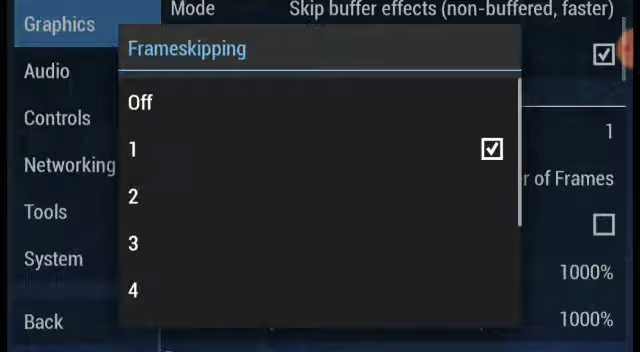 Graphics
Mode
Skip buffer effects (non-buffered, faster)
Frameskipping
Audio
Off
Controls
1
1
Networking
2
r of Frames
Tools
3
System
4
1000%
Back
1000%